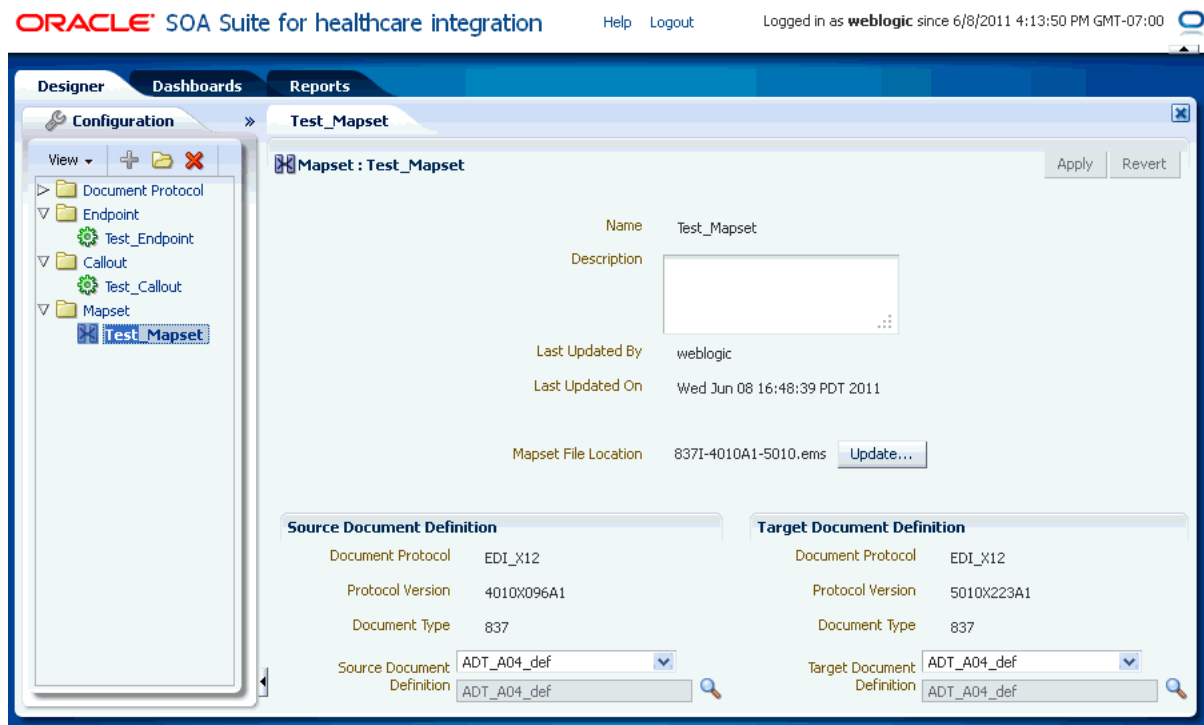 ORACLE SOA Suite for healthcare integration Help Logout Logged in as weblogic since 6/8/2011 4:13:50 PM GMT-07:00
Designer Dashboards Reports
Configuration » Test_Mapset
View
Document Protocol
Endpoint
Test_Endpoint
Callout
Test_Callout
Mapset
Test_Mapset
Mapset : Test_Mapset Apply Revert
Name Test_Mapset
Description
Last Updated By weblogic
Last Updated On Wed Jun 08 16:48:39 PDT 2011
Mapset File Location 837I-4010A1-5010.ems Update...
Source Document Definition
Document Protocol EDI_X12
Protocol Version 4010X096A1
Document Type 837
Source Document Definition ADT_A04_def
ADT_A04_def
Target Document Definition
Document Protocol EDI_X12
Protocol Version 5010X223A1
Document Type 837
Target Document Definition ADT_A04_def
ADT_A04_def